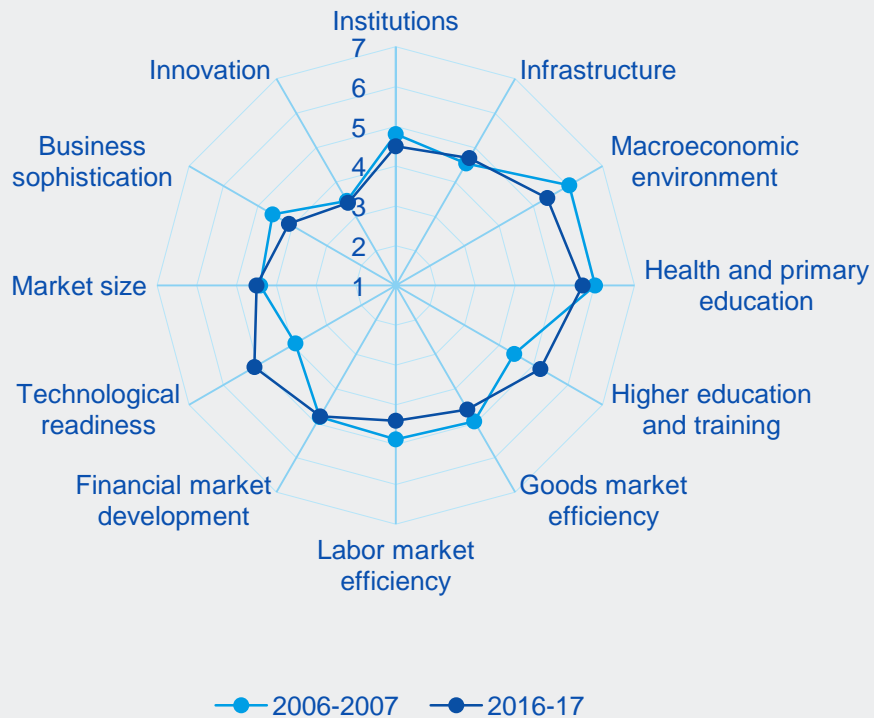 Institutions
7
6
5
4
3
2
1
Infrastructure
Macroeconomic
environment
Health and primary
education
Higher education
and training
Goods market
efficiency
Labor market
efficiency
Financial market
development
Technological
readiness
Market size
Business
sophistication
Innovation
2006-2007 2016-17